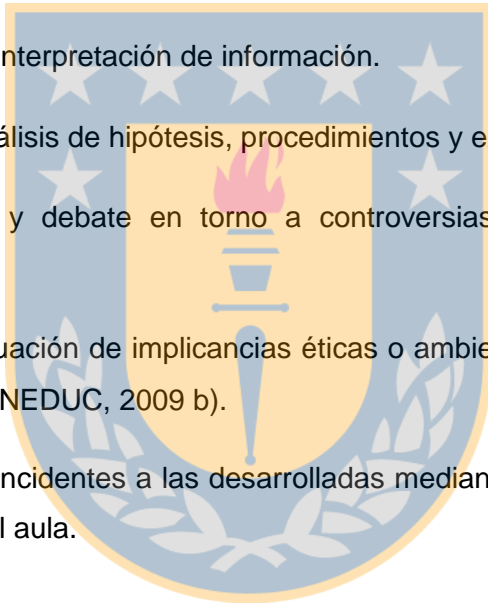 nterpretación de información.
álisis de hipótesis, procedimientos y e
y debate en torno a controversias
uación de implicancias éticas o ambie
NEDUC, 2009 b).
ncidentes a las desarrolladas median
l aula.